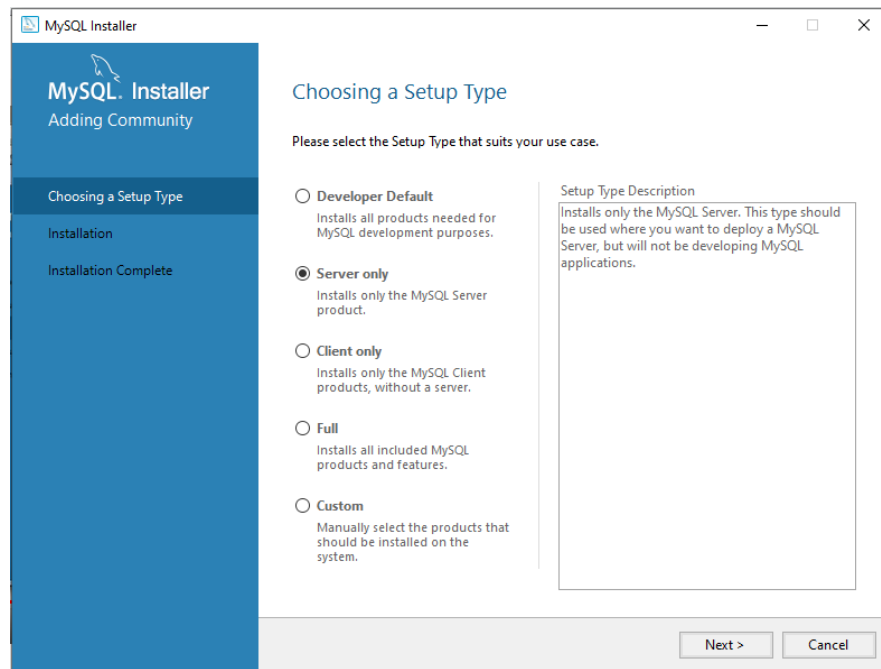 MySQL Installer
MySQL. Installer
Adding Community
Choosing a Setup Type
Installation
Installation Complete
Choosing a Setup Type
Please select the Setup Type that suits your use case.
Developer Default
Installs all products needed for
MySQL development purposes.
Server only
Installs only the MySQL Server
product.
Client only
Installs only the MySQL Client
products, without a server.
Full
Installs all included MySQL
products and features.
Custom
Manually select the products that
should be installed on the
system.
Setup Type Description
Installs only the MySQL Server. This type should
be used where you want to deploy a MySQL
Server, but will not be developing MySQL
applications.
Next >
Cancel